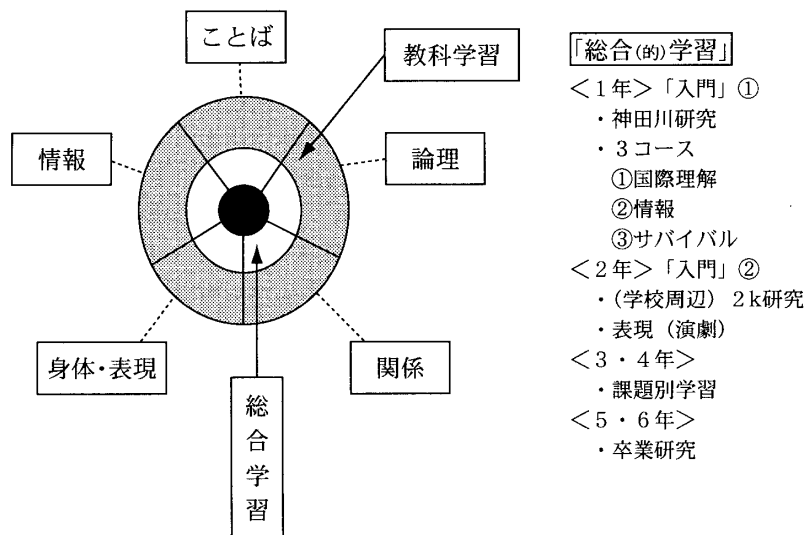 ことば
教科学習
情報
論理
身体・表現
関係
総合学習
「総合(的)学習」
＜１年＞「入門」①
・神田川研究
・３コース
①国際理解
②情報
③サバイバル
＜２年＞「入門」②
・(学校周辺) ２k研究
・表現（演劇）
＜３・４年＞
・課題別学習
＜５・６年＞
・卒業研究